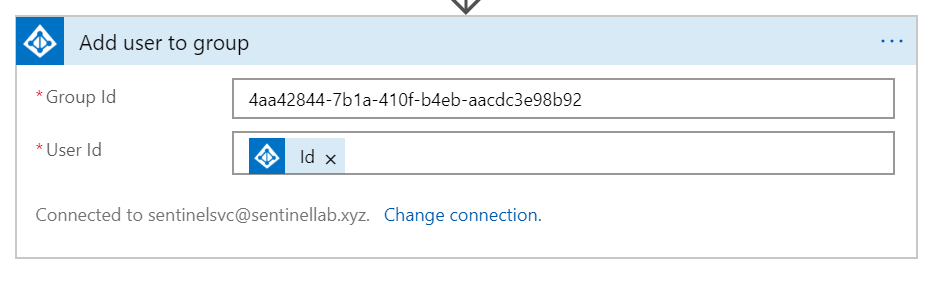 Add user to group
* Group Id
4aa42844-7b1a-410f-b4eb-aacdc3e98b92
* User Id
Id ×
Connected to sentinelsvc@sentinellab.xyz. Change connection.